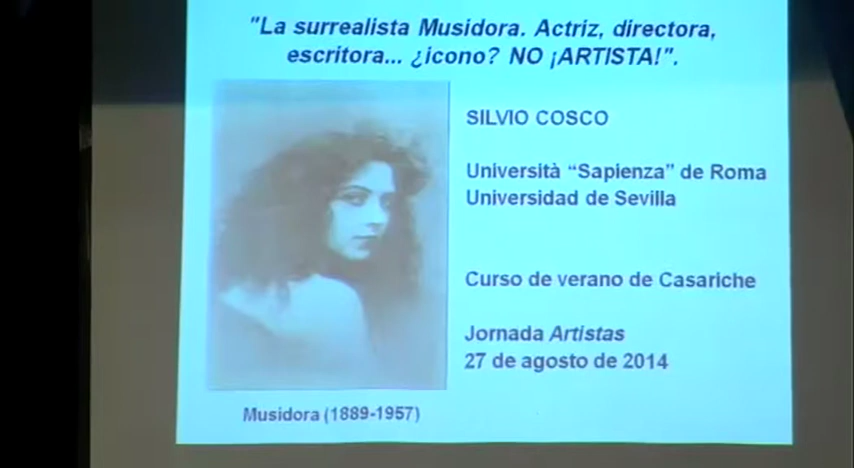 "La surrealista Musidora. Actriz, directora,
escritora... ¿icono? NO ¡ARTISTA!".
SILVIO COSCO
Università “Sapienza” de Roma
Universidad de Sevilla
Curso de verano de Casariche
Jornada Artistas
27 de agosto de 2014
Musidora (1889-1957)